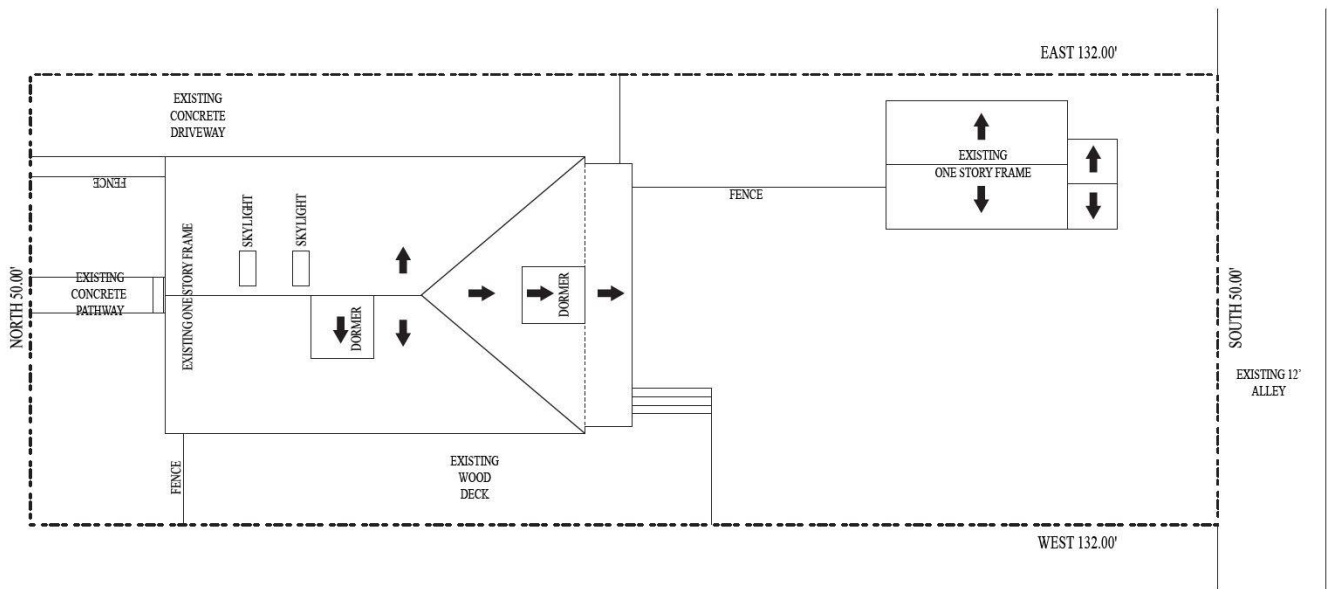 EAST 132.00'
EXISTING
CONCRETE
DRIVEWAY
FENCE
SKYLIGHT
SKYLIGHT
EXISTING ONE STORY FRAME
EXISTING
CONCRETE
PATHWAY
NORTH 50.00'
DORMER
DORMER
FENCE
EXISTING
ONE STORY FRAME
SOUTH 50.00'
EXISTING 12’
ALLEY
FENCE
EXISTING
WOOD
DECK
WEST 132.00'